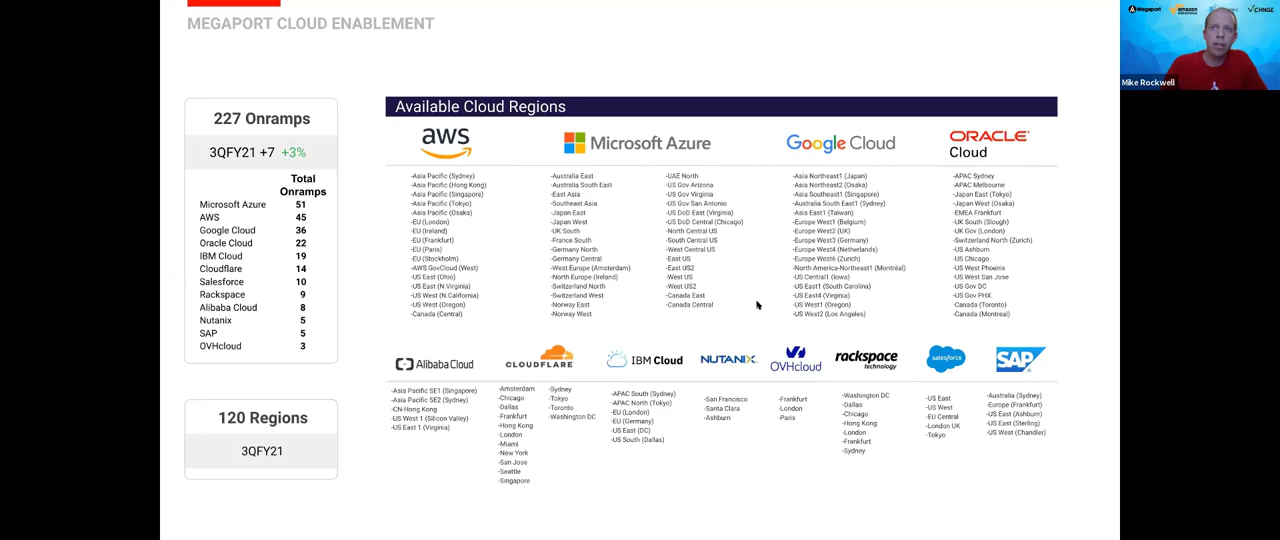 MEGAPORT CLOUD ENABLEMENT
227 Onramps
3QFY21 +7 +3%
Total
Onramps
Microsoft Azure 51
AWS 45
Google Cloud 36
Oracle Cloud 22
IBM Cloud 19
Cloudflare 14
Salesforce 10
Rackspace 9
Alibaba Cloud 8
Nutanix 5
SAP 5
OVHcloud 3
120 Regions
3QFY21
Available Cloud Regions
aws
-Asia Pacific (Sydney)
-Asia Pacific (Hong Kong)
-Asia Pacific (Singapore)
-Asia Pacific (Tokyo)
-Asia Pacific (Osaka)
-EU (London)
-EU (Ireland)
-EU (Frankfurt)
-EU (Paris)
-EU (Stockholm)
-AWS GovCloud (West)
-US East (Ohio)
-US East (N.Virginia)
-US West (N.California)
-US West (Oregon)
-Canada (Central)
Microsoft Azure
-Australia East
-Australia South East
-East Asia
-Southeast Asia
-Japan East
-Japan West
-UK South
-France South
-Germany North
-Germany Central
-West Europe (Amsterdam)
-North Europe (Ireland)
-Switzerland North
-Switzerland West
-Norway East
-Norway West
-UAE North
-US Gov Arizona
-US Gov Virginia
-US Gov San Antonio
-US DoD East (Virginia)
-US DoD Central (Chicago)
-North Central US
-South Central US
-West Central US
-East US
-East US2
-West US
-West US2
-Canada East
-Canada Central
Google Cloud
-Asia Northeast1 (Japan)
-Asia Northeast2 (Osaka)
-Asia Southeast1 (Singapore)
-Australia South East1 (Sydney)
-Asia East1 (Taiwan)
-Europe West1 (Belgium)
-Europe West2 (UK)
-Europe West3 (Germany)
-Europe West4 (Netherlands)
-Europe West6 (Zurich)
-North America-Northeast1 (Montréal)
-US Central1 (Iowa)
-US East1 (South Carolina)
-US East4 (Virginia)
-US West1 (Oregon)
-US West2 (Los Angeles)
ORACLE
Cloud
-APAC Sydney
-APAC Melbourne
-Japan East (Tokyo)
-Japan West (Osaka)
-EMEA Frankfurt
-UK South (Slough)
-UK Gov (London)
-Switzerland North (Zurich)
-US Ashburn
-US Chicago
-US West Phoenix
-US West San Jose
-US Gov DC
-US Gov PHX
-Canada (Toronto)
-Canada (Montreal)
Alibaba Cloud
-Asia Pacific SE1 (Singapore)
-Asia Pacific SE2 (Sydney)
-CN-Hong Kong
-US West 1 (Silicon Valley)
-US East 1 (Virginia)
CLOUDFLARE
-Amsterdam
-Chicago
-Dallas
-Frankfurt
-Hong Kong
-London
-Miami
-New York
-San Jose
-Seattle
-Singapore
-Sydney
-Tokyo
-Toronto
-Washington DC
IBM Cloud
-APAC South (Sydney)
-APAC North (Tokyo)
-EU (London)
-EU (Germany)
-US East (DC)
-US South (Dallas)
NUTANIX
-San Francisco
-Santa Clara
-Ashburn
OVHcloud
-Frankfurt
-London
-Paris
rackspace
technology
-Washington DC
-Dallas
-Chicago
-Hong Kong
-London
-Frankfurt
-Sydney
salesforce
-US East
-US West
-EU Central
-London UK
-Tokyo
SAP
-Australia (Sydney)
-Europe (Frankfurt)
-US East (Ashburn)
-US East (Sterling)
-US West (Chandler)
Megaport
amazon
CHNGE
Mike Rockwell